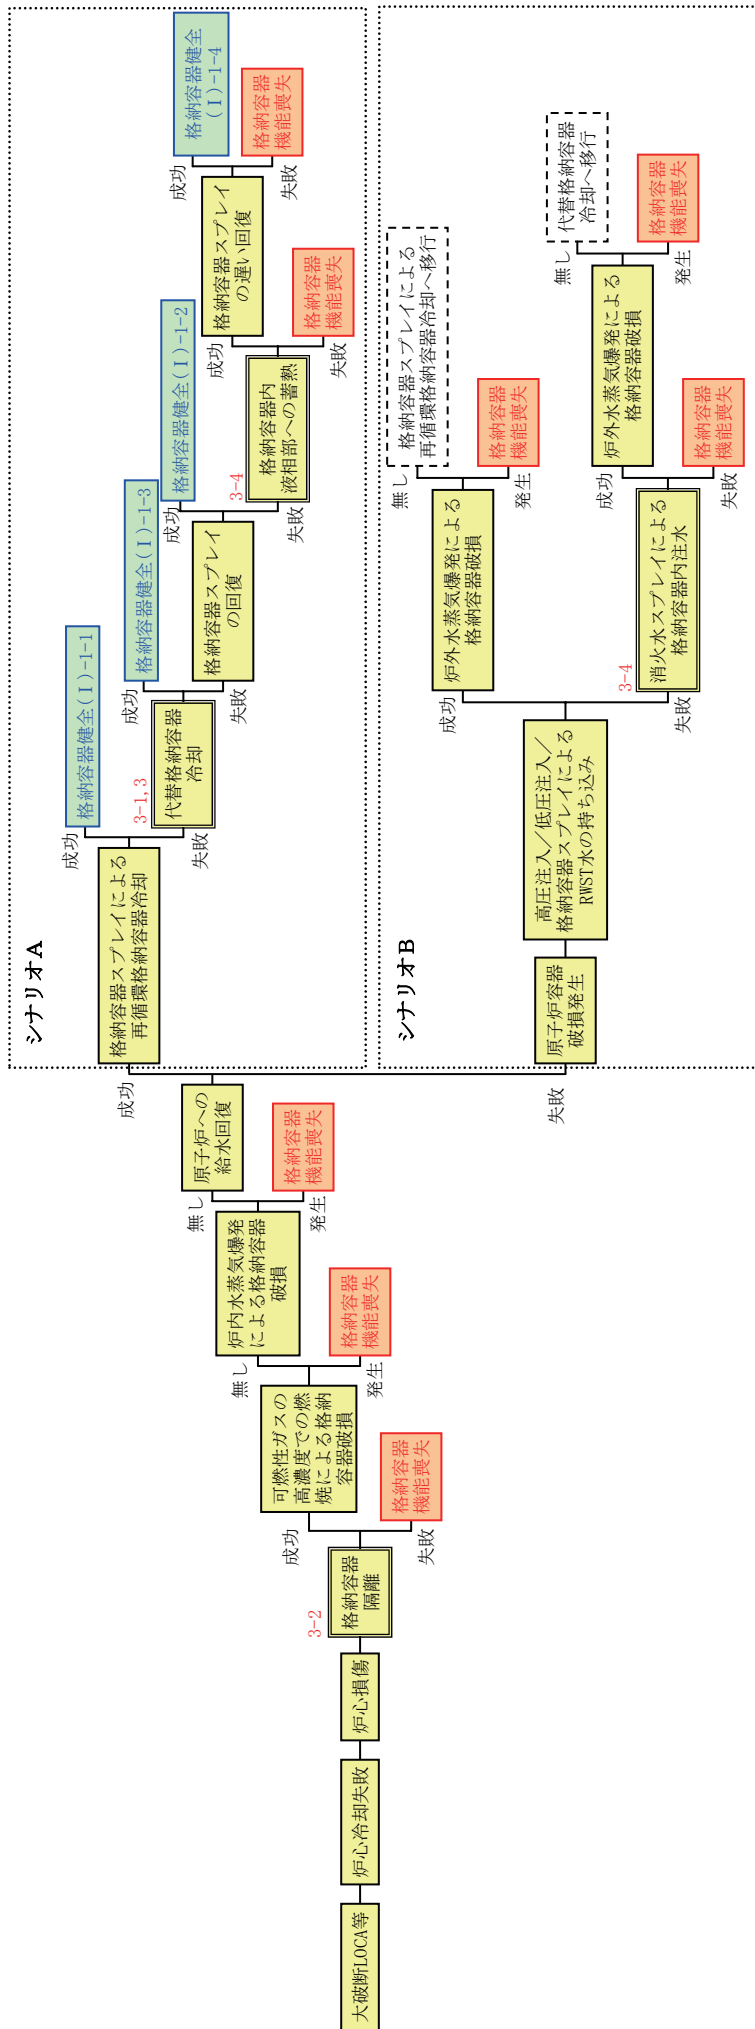 大破断LOCA等
炉心冷却失敗
炉心損傷
3-2
格納容器
隔離
成功
失敗
格納容器
機能喪失
可燃性ガスの
高濃度での燃
焼による格納
容器破損
無し
発生
格納容器
機能喪失
炉内水蒸気爆発
による格納容器
破損
無し
発生
格納容器
機能喪失
原子炉への
給水回復
成功
失敗
シナリオA
格納容器スプレイによる
再循環格納容器冷却
成功
失敗
格納容器健全(Ⅰ)-1-1
3-1,3
代替格納容器
冷却
成功
失敗
格納容器健全(Ⅰ)-1-3
格納容器スプレイ
の回復
成功
失敗
格納容器健全(Ⅰ)-1-2
3-4
格納容器内
液相部への蓄熱
成功
失敗
格納容器
機能喪失
格納容器スプレイ
の遅い回復
成功
失敗
格納容器健全
(Ⅰ)-1-4
格納容器
機能喪失
シナリオB
原子炉容器
破損発生
高圧注入/低圧注入/
格納容器スプレイによる
RWST水の持ち込み
成功
失敗
炉外水蒸気爆発による
格納容器破損
無し
発生
格納容器スプレイによる
再循環格納容器冷却へ移行
格納容器
機能喪失
3-4
消火水スプレイによる
格納容器内注水
成功
失敗
格納容器
機能喪失
炉外水蒸気爆発による
格納容器破損
無し
発生
代替格納容器
冷却へ移行
格納容器
機能喪失